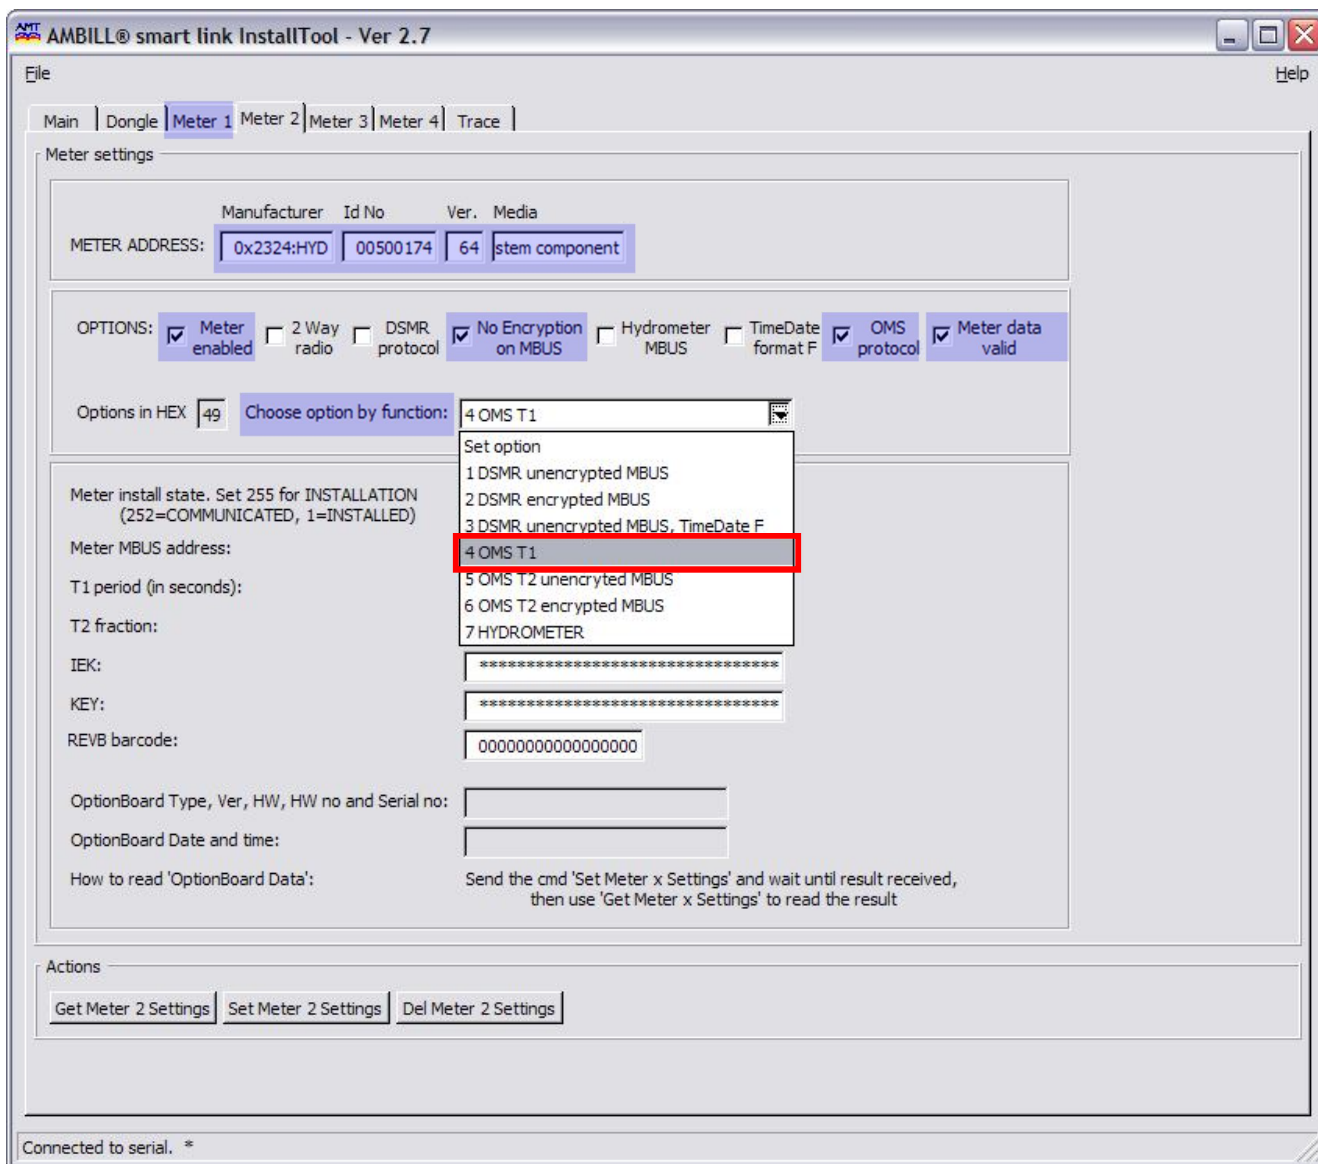 AMT AMBILL® smart link InstallTool - Ver 2.7
File Help
Main Dongle Meter 1 Meter 2 Meter 3 Meter 4 Trace
Meter settings
Manufacturer Id No Ver. Media
METER ADDRESS: 0x2324:HYD 00500174 64 stem component
OPTIONS: Meter enabled 2 Way radio DSMR protocol No Encryption on MBUS Hydrometer MBUS TimeDate format F OMS protocol Meter data valid
Options in HEX 49 Choose option by function: 4 OMS T1
Set option
1 DSMR unencrypted MBUS
2 DSMR encrypted MBUS
3 DSMR unencrypted MBUS, TimeDate F
4 OMS T1
5 OMS T2 unencryted MBUS
6 OMS T2 encrypted MBUS
7 HYDROMETER
Meter install state. Set 255 for INSTALLATION
(252=COMMUNICATED, 1=INSTALLED)
Meter MBUS address:
T1 period (in seconds):
T2 fraction:
IEK: ********************************
KEY: ********************************
REVB barcode: 00000000000000000
OptionBoard Type, Ver, HW, HW no and Serial no:
OptionBoard Date and time:
How to read 'OptionBoard Data': Send the cmd 'Set Meter x Settings' and wait until result received,
then use 'Get Meter x Settings' to read the result
Actions
Get Meter 2 Settings Set Meter 2 Settings Del Meter 2 Settings
Connected to serial. *